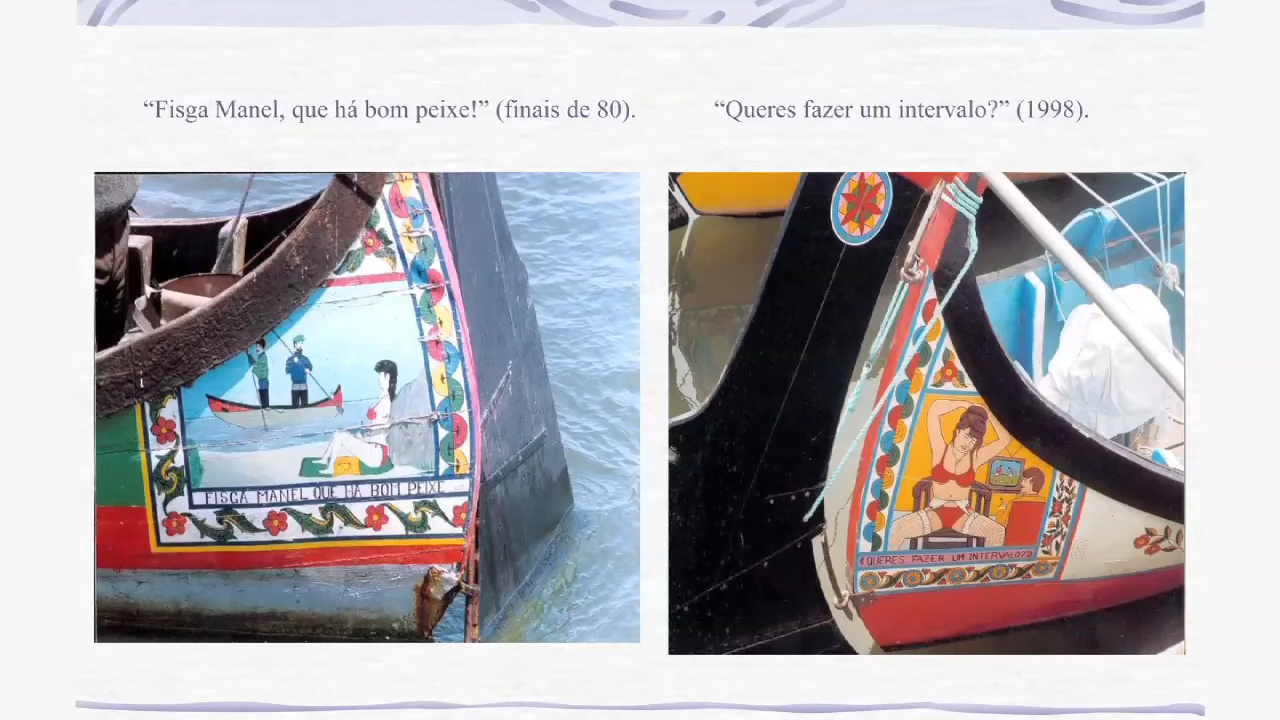 “Fisga Manel, que há bom peixe!” (finais de 80).
“Queres fazer um intervalo?” (1998).
FISGA MANEL QUE HÁ BOM PEIXE
«QUERES FAZER UM INTERVALO?»